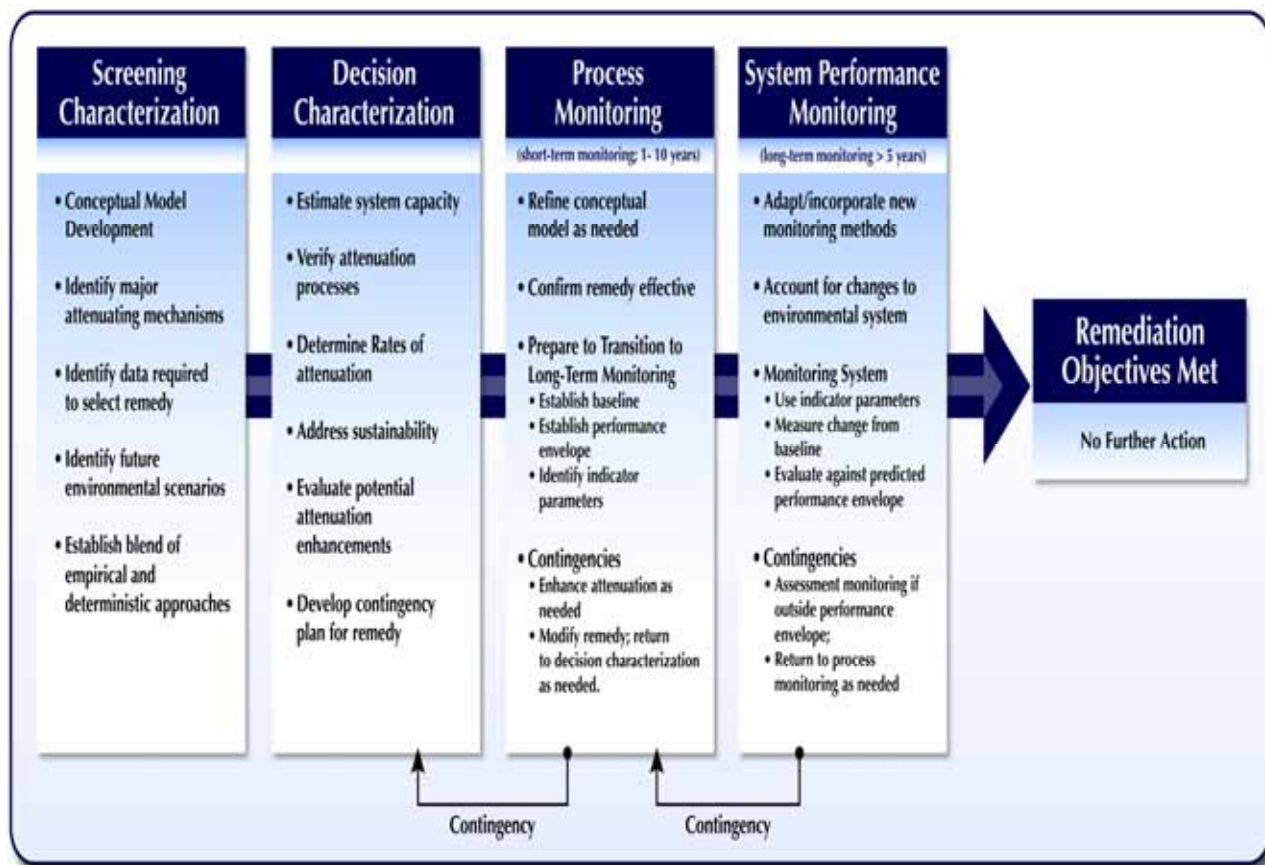 Screening
Characterization
• Conceptual Model
Development
• Identify major
attenuating mechanisms
• Identify data required
to select remedy
• Identify future
environmental scenarios
• Establish blend of
empirical and
deterministic approaches
Decision
Characterization
• Estimate system capacity
• Verify attenuation
processes
• Determine Rates of
attenuation
• Address sustainability
• Evaluate potential
attenuation
enhancements
• Develop contingency
plan for remedy
Process
Monitoring
(short-term monitoring; 1- 10 years)
• Refine conceptual
model as needed
• Confirm remedy effective
• Prepare to Transition to
Long-Term Monitoring
• Establish baseline
• Establish performance
envelope
• Identify indicator
parameters
• Contingencies
• Enhance attenuation as
needed
• Modify remedy; return
to decision characterization
as needed.
System Performance
Monitoring
(long-term monitoring > 5 years)
• Adapt/incorporate new
monitoring methods
• Account for changes to
environmental system
• Monitoring System
• Use indicator parameters
• Measure change from
baseline
• Evaluate against predicted
performance envelope
• Contingencies
• Assessment monitoring if
outside performance
envelope;
• Return to process
monitoring as needed
Remediation
Objectives Met
No Further Action
Contingency
Contingency